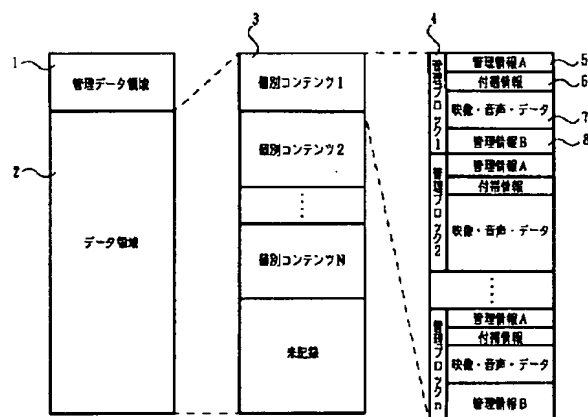 1
管理データ領域
2
データ領域
3
個別コンテンツ1
個別コンテンツ2
個別コンテンツN
未記録
4
管理ブロック1
管理情報A
5
付帯情報
6
映像・音声・データ
7
管理情報B
8
管理ブロック2
管理情報A
付帯情報
映像・音声・データ
管理ブロックn
管理情報A
付帯情報
映像・音声・データ
管理情報B